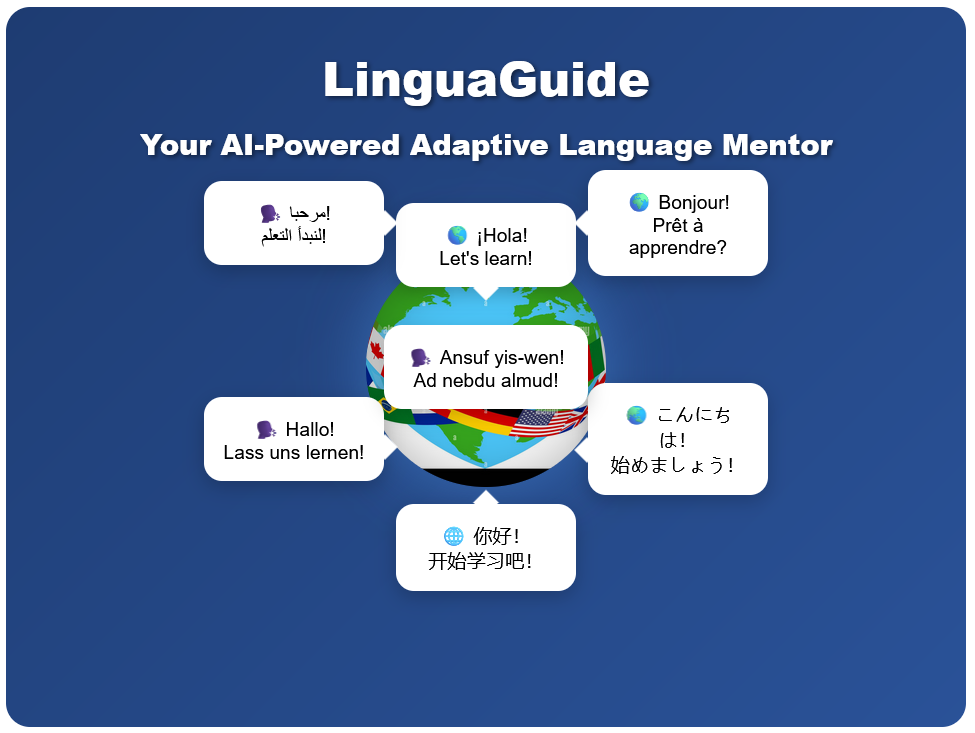 LinguaGuide
Your AI-Powered Adaptive Language Mentor
مرحبا!
لنبدأ التعلم!
¡Hola!
Let's learn!
Bonjour!
Prêt à
apprendre?
Ansuf yis-wen!
Ad nebdu almud!
Hallo!
Lass uns lernen!
こんにち
は！
始めましょう！
你好！
开始学习吧！